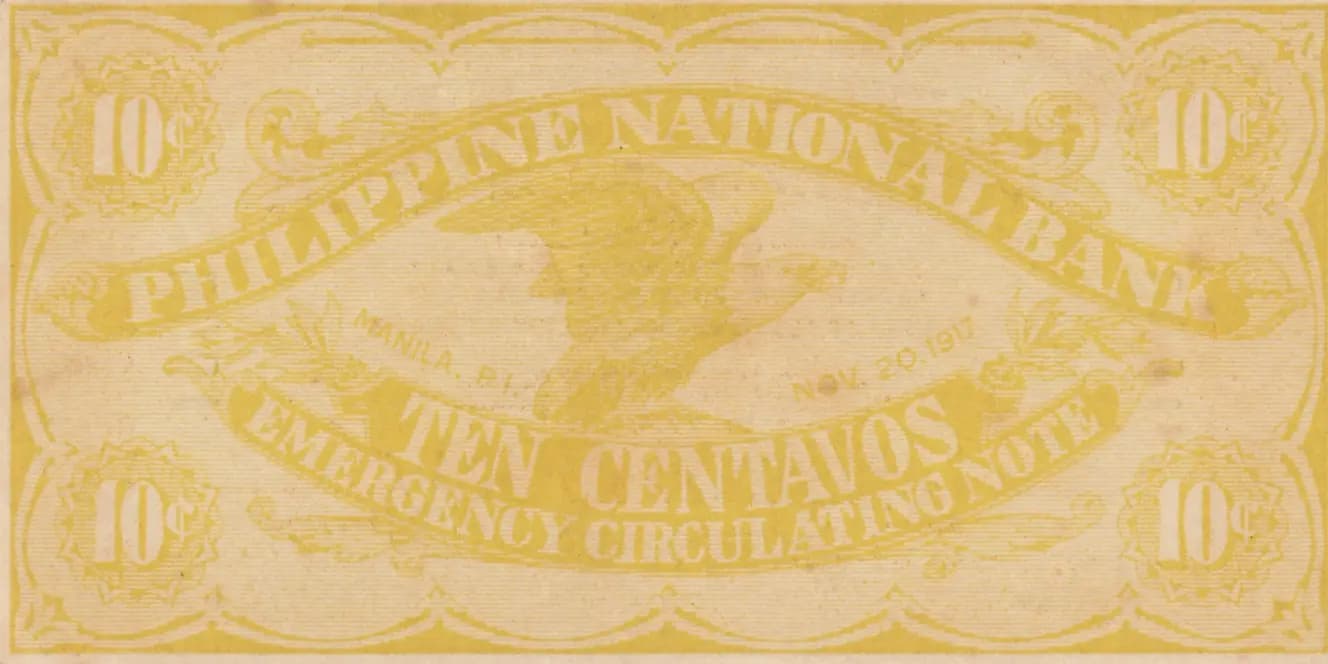 10¢
10¢
PHILIPPINE NATIONAL BANK
MANILA, P.I.
NOV. 20, 1917
TEN CENTAVOS
EMERGENCY CIRCULATING NOTE
10¢
10¢